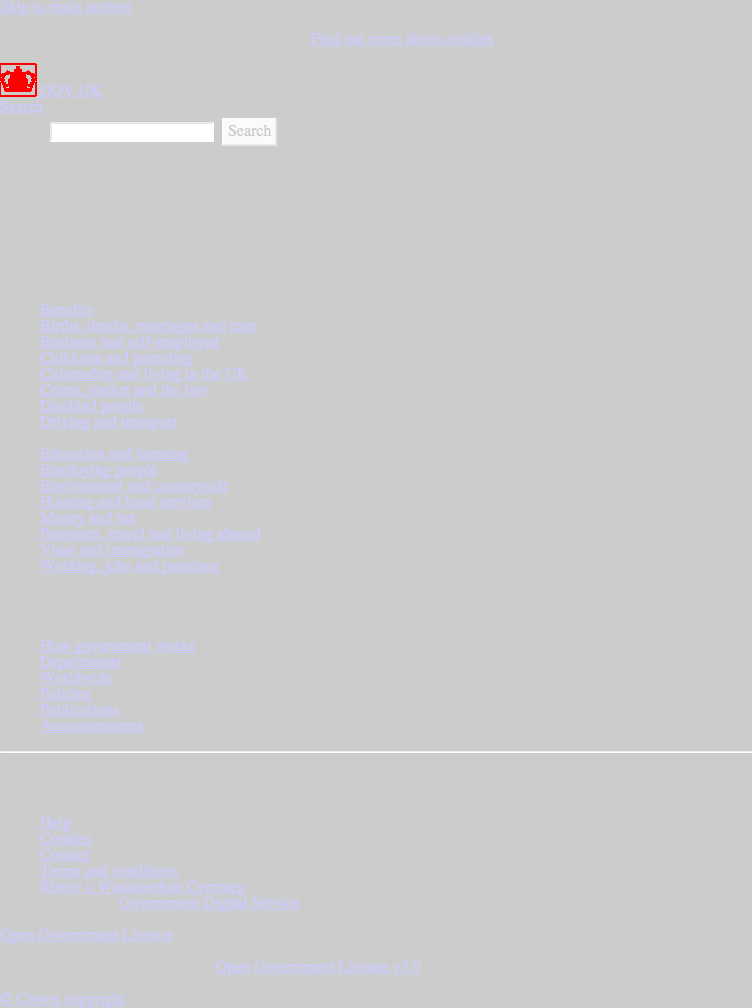 Skip to main content
Find out more about cookies
GOV.UK
Search
Search
Benefits
Births, deaths, marriages and care
Business and self-employed
Childcare and parenting
Citizenship and living in the UK
Crime, justice and the law
Disabled people
Driving and transport
Education and learning
Employing people
Environment and countryside
Housing and local services
Money and tax
Passports, travel and living abroad
Visas and immigration
Working, jobs and pensions
How government works
Departments
Worldwide
Policies
Publications
Announcements
Help
Cookies
Contact
Terms and conditions
Rhestr o Wasanaethau Cymraeg
Government Digital Service
Open Government Licence
Open Government Licence v3.0
© Crown copyright